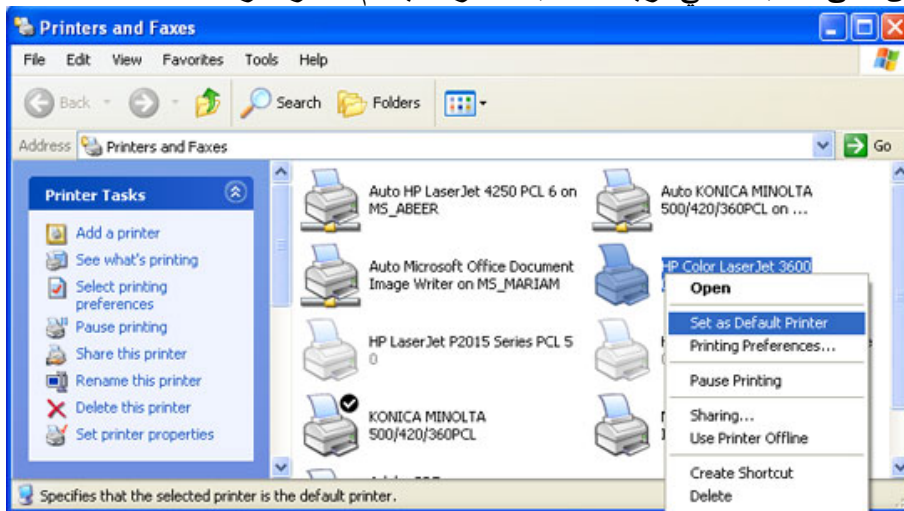 Printers and Faxes
File Edit View Favorites Tools Help
Back Search Folders
Address Printers and Faxes Go
Printer Tasks
Add a printer
See what's printing
Select printing
preferences
Pause printing
Share this printer
Rename this printer
Delete this printer
Set printer properties
Auto HP LaserJet 4250 PCL 6 on
MS_ABEER
Auto KONICA MINOLTA
500/420/360PCL on ...
Auto Microsoft Office Document
Image Writer on MS_MARIAM
HP Color LaserJet 3600
HP LaserJet P2015 Series PCL 5
0
KONICA MINOLTA
500/420/360PCL
Open
Set as Default Printer
Printing Preferences...
Pause Printing
Sharing...
Use Printer Offline
Create Shortcut
Delete
Specifies that the selected printer is the default printer.